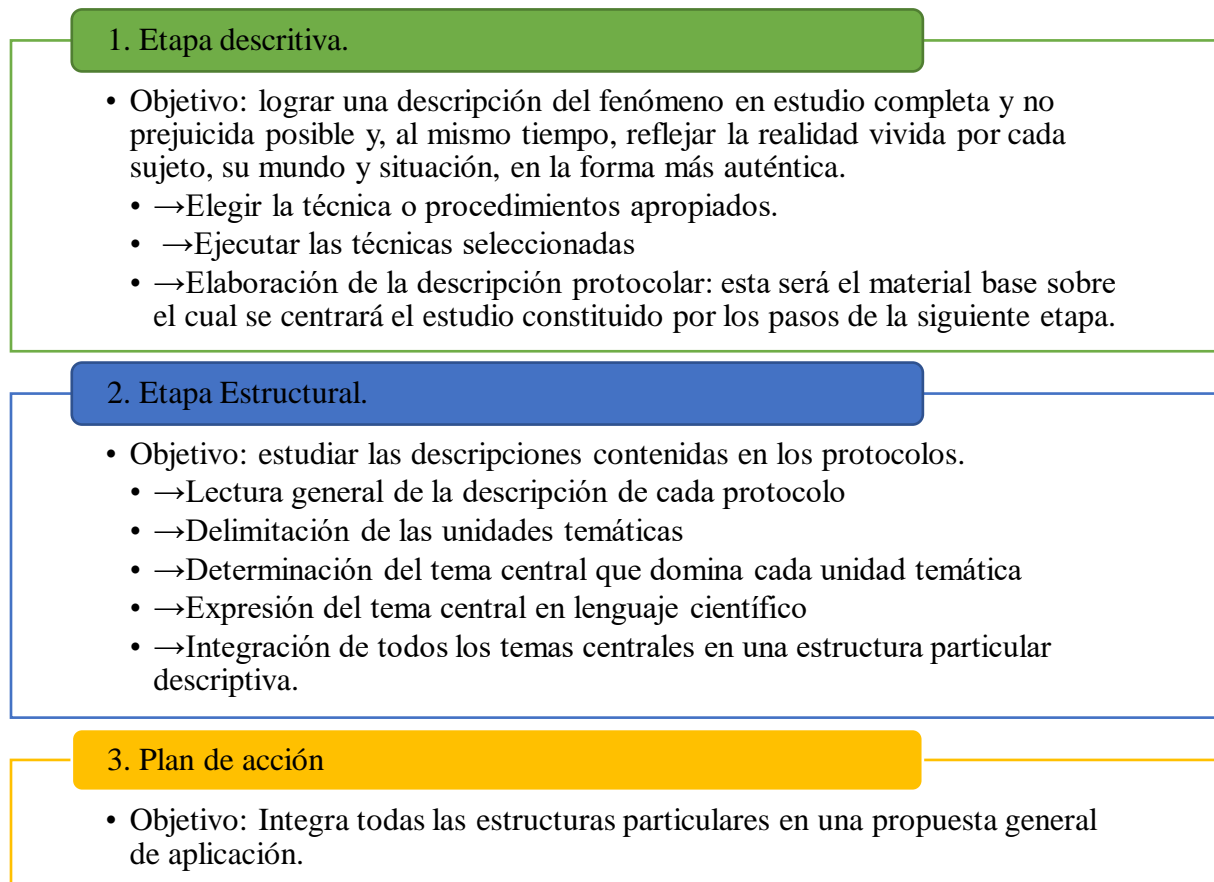 1. Etapa descritiva.
• Objetivo: lograr una descripción del fenómeno en estudio completa y no
prejuicida posible y, al mismo tiempo, reflejar la realidad vivida por cada
sujeto, su mundo y situación, en la forma más auténtica.
• →Elegir la técnica o procedimientos apropiados.
• →Ejecutar las técnicas seleccionadas
• →Elaboración de la descripción protocolar: esta será el material base sobre
el cual se centrará el estudio constituido por los pasos de la siguiente etapa.
2. Etapa Estructural.
• Objetivo: estudiar las descripciones contenidas en los protocolos.
• →Lectura general de la descripción de cada protocolo
• →Delimitación de las unidades temáticas
• →Determinación del tema central que domina cada unidad temática
• →Expresión del tema central en lenguaje científico
• →Integración de todos los temas centrales en una estructura particular
descriptiva.
3. Plan de acción
• Objetivo: Integra todas las estructuras particulares en una propuesta general
de aplicación.